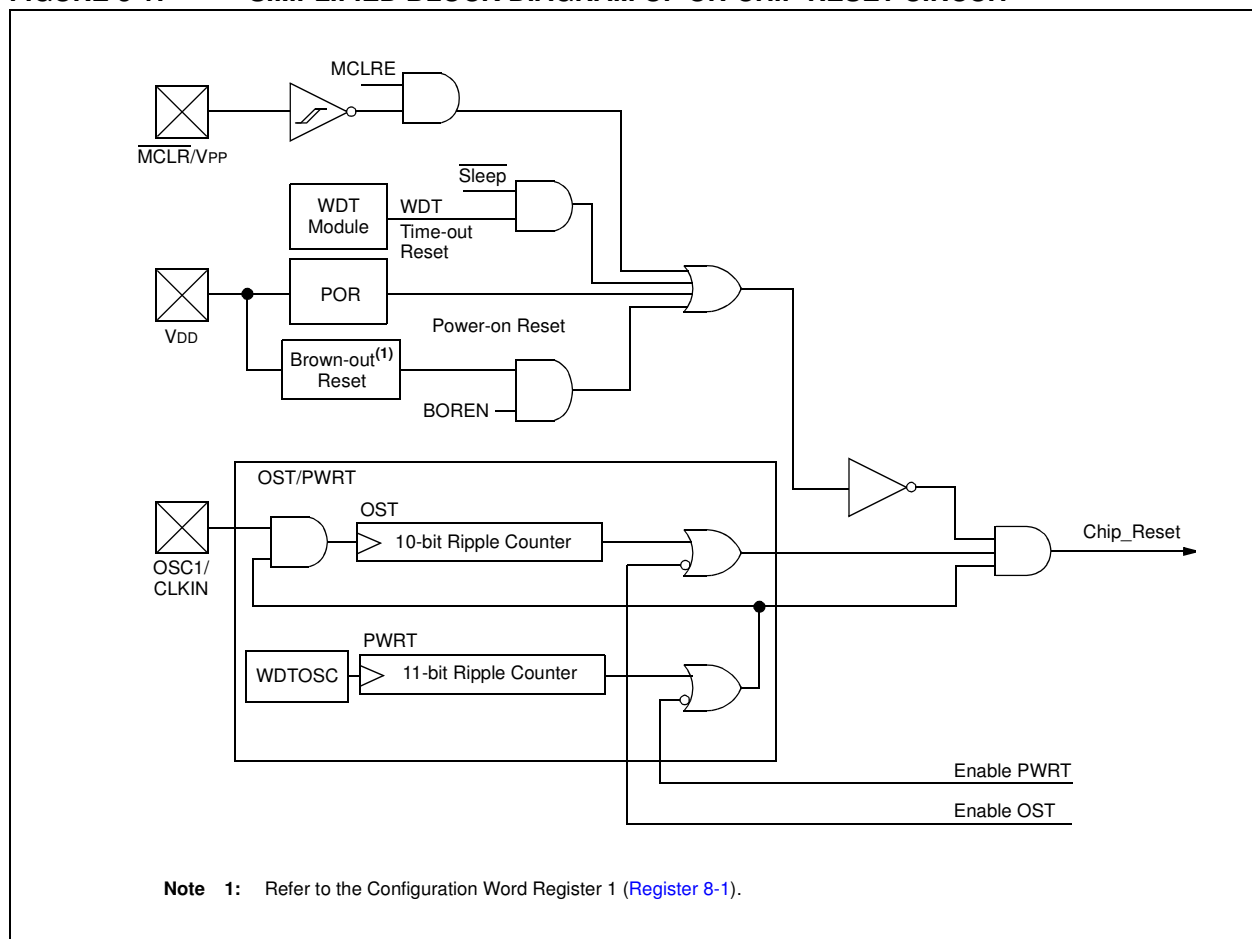 MCLRE
MCLR/VPP
Sleep
WDT
Module
WDT
Time-out
Reset
POR
VDD
Power-on Reset
Brown-out(1)
Reset
BOREN
OST/PWRT
OST
10-bit Ripple Counter
Chip_Reset
OSC1/
CLKIN
PWRT
WDTOSC
11-bit Ripple Counter
Enable PWRT
Enable OST
Note 1: Refer to the Configuration Word Register 1 (Register 8-1).